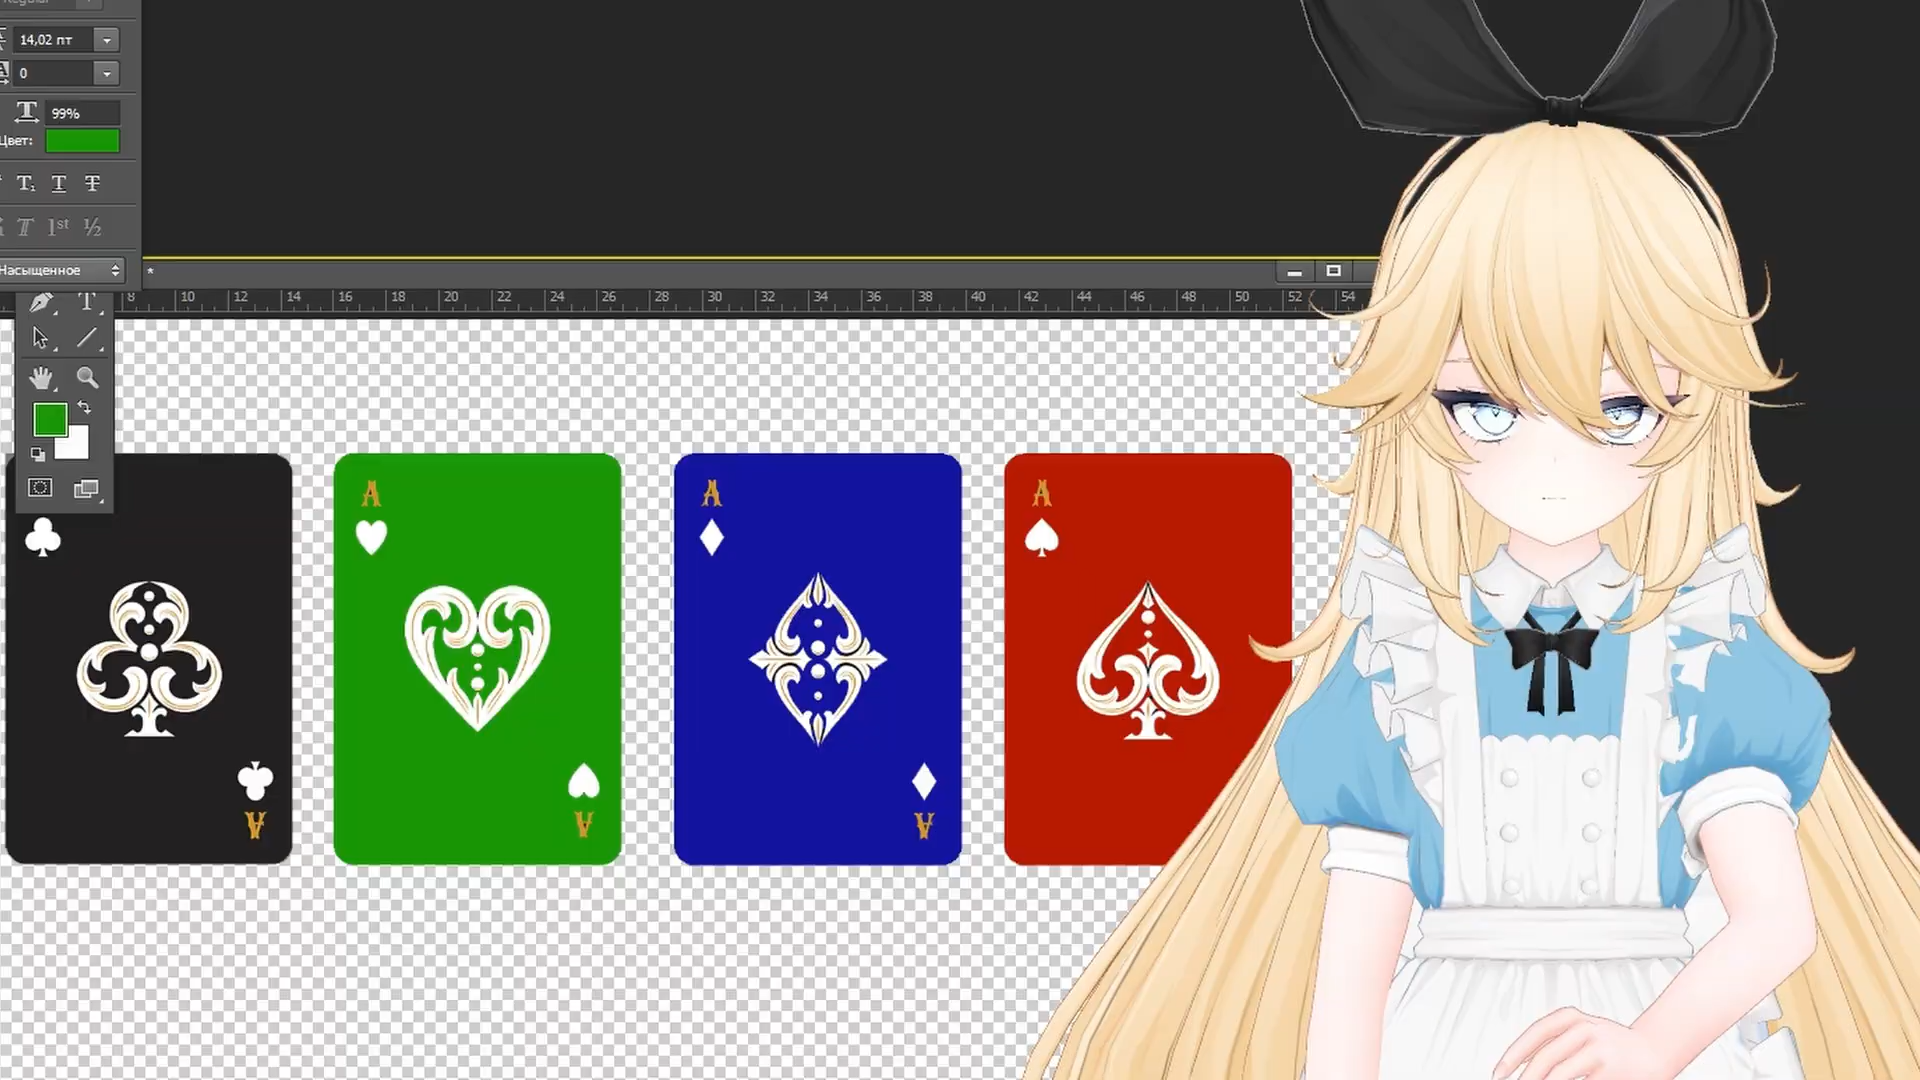 Regular
14,02 пт
0
99%
Цвет:
1st ½
Насыщенное
*
8 10 12 14 16 18 20 22 24 26 28 30 32 34 36 38 40 42 44 46 48 50 52 54
A A A
A A A